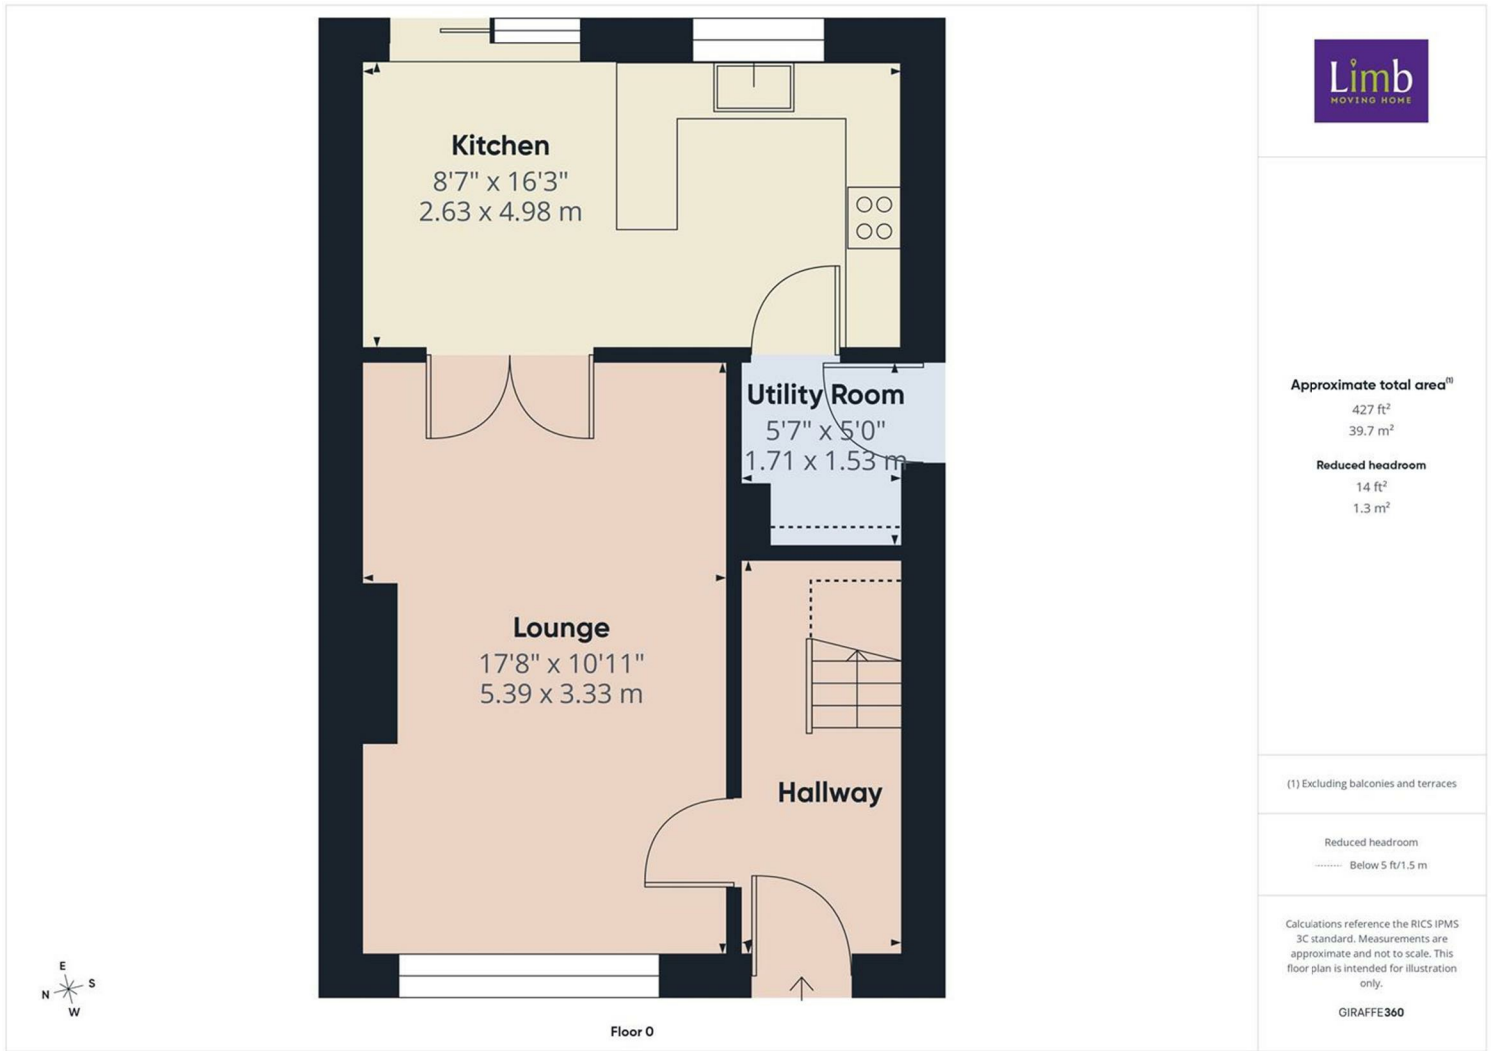 Kitchen
8'7" x 16'3"
2.63 x 4.98 m
Utility Room
5'7" x 5'0"
1.71 x 1.53 m
Lounge
17'8" x 10'11"
5.39 x 3.33 m
Hallway
E
S
N
W
Floor 0
Limb
MOVING HOME
Approximate total area(1)
427 ft²
39.7 m²
Reduced headroom
14 ft²
1.3 m²
(1) Excluding balconies and terraces
Reduced headroom
Below 5 ft/1.5 m
Calculations reference the RICS IPMS
3C standard. Measurements are
approximate and not to scale. This
floor plan is intended for illustration
only.
GIRAFFE360